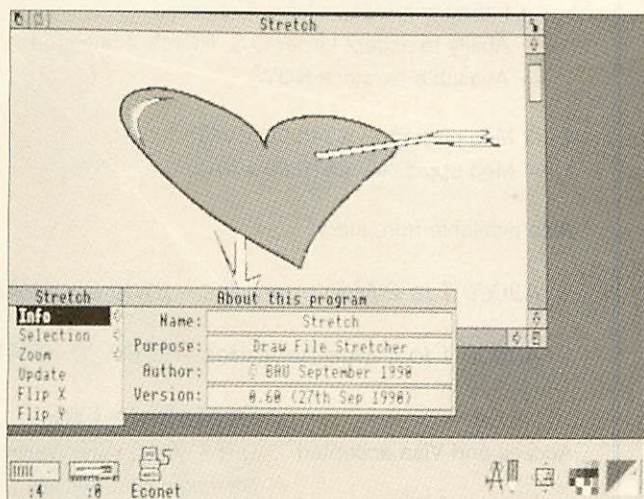 Stretch
Stretch
Info
Selection
Zoom
Update
Flip X
Flip Y
About this program
Name: Stretch
Purpose: Draw File Stretcher
Author: © BAU September 1990
Version: 0.60 (27th Sep 1990)
:4
:0
Econet